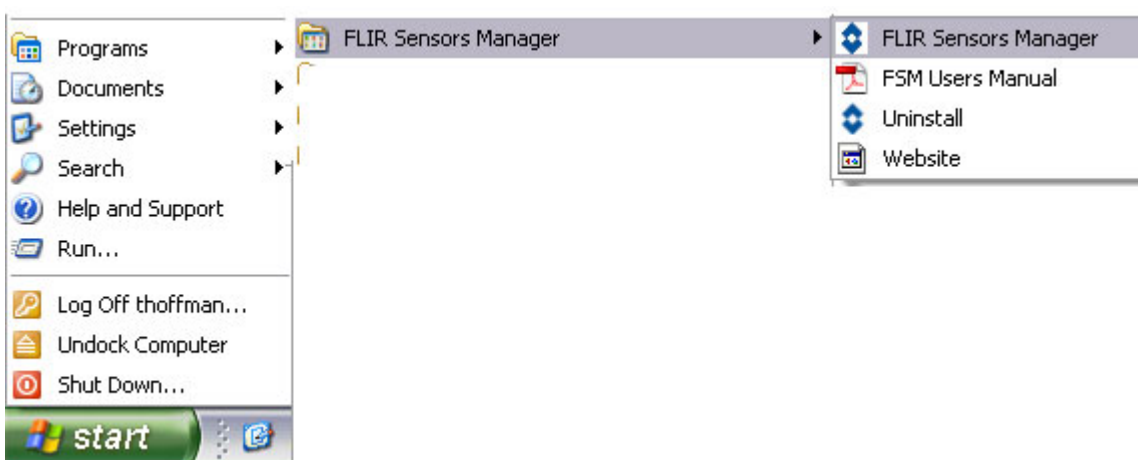 Programs
Documents
Settings
Search
Help and Support
Run...
Log Off thoffman...
Undock Computer
Shut Down...
start
FLIR Sensors Manager
FLIR Sensors Manager
FSM Users Manual
Uninstall
Website